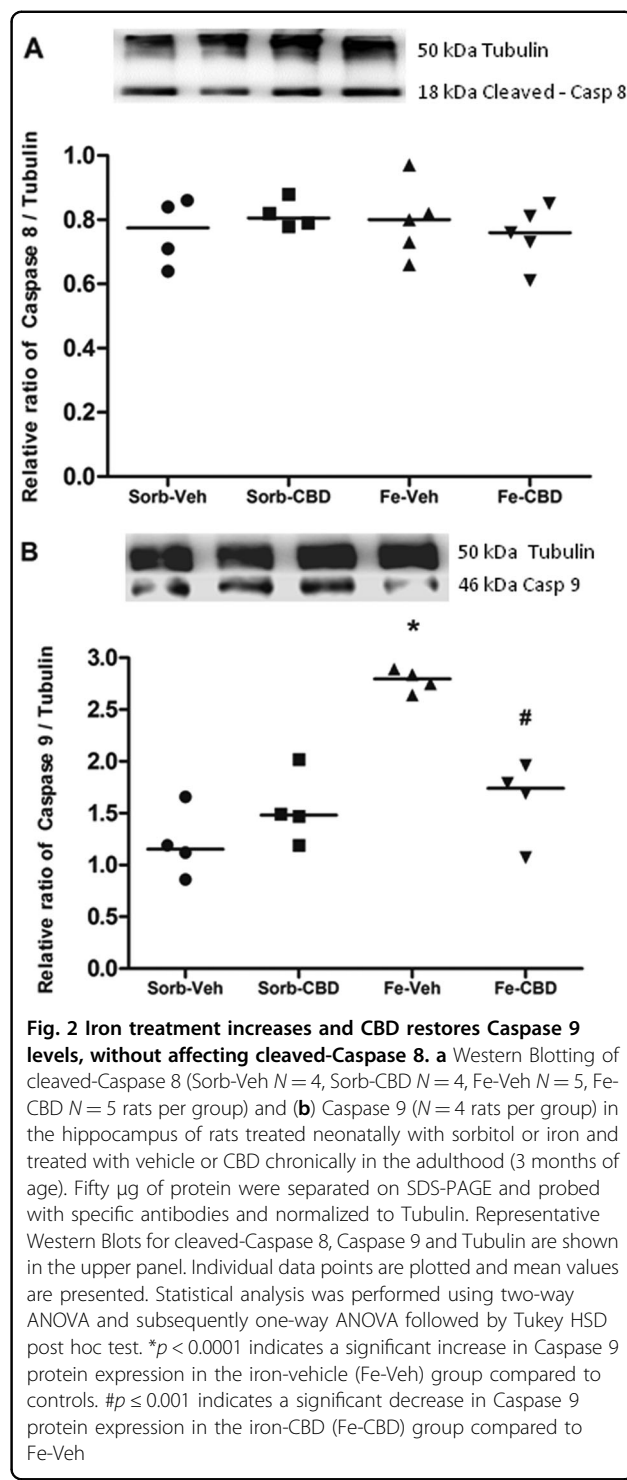 A
50 kDa Tubulin
18 kDa Cleaved - Casp 8
Relative ratio of Caspase 8 / Tubulin
1.0
0.8
0.6
0.4
0.2
0.0
Sorb-Veh Sorb-CBD Fe-Veh Fe-CBD
B
50 kDa Tubulin
46 kDa Casp 9
Relative ratio of Caspase 9 / Tubulin
3.0
2.5
2.0
1.5
1.0
0.5
0.0
*
#
Sorb-Veh Sorb-CBD Fe-Veh Fe-CBD
Fig. 2 Iron treatment increases and CBD restores Caspase 9
levels, without affecting cleaved-Caspase 8. a Western Blotting of
cleaved-Caspase 8 (Sorb-Veh N = 4, Sorb-CBD N = 4, Fe-Veh N = 5, Fe-
CBD N = 5 rats per group) and (b) Caspase 9 (N = 4 rats per group) in
the hippocampus of rats treated neonatally with sorbitol or iron and
treated with vehicle or CBD chronically in the adulthood (3 months of
age). Fifty μg of protein were separated on SDS-PAGE and probed
with specific antibodies and normalized to Tubulin. Representative
Western Blots for cleaved-Caspase 8, Caspase 9 and Tubulin are shown
in the upper panel. Individual data points are plotted and mean values
are presented. Statistical analysis was performed using two-way
ANOVA and subsequently one-way ANOVA followed by Tukey HSD
post hoc test. *p < 0.0001 indicates a significant increase in Caspase 9
protein expression in the iron-vehicle (Fe-Veh) group compared to
controls. #p ≤ 0.001 indicates a significant decrease in Caspase 9
protein expression in the iron-CBD (Fe-CBD) group compared to
Fe-Veh